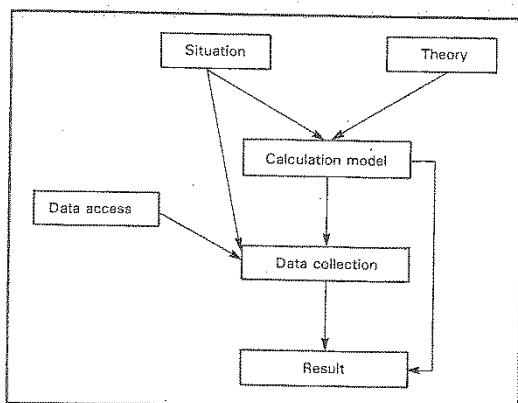 Situation
Theory
Calculation model
Data access
Data collection
Result